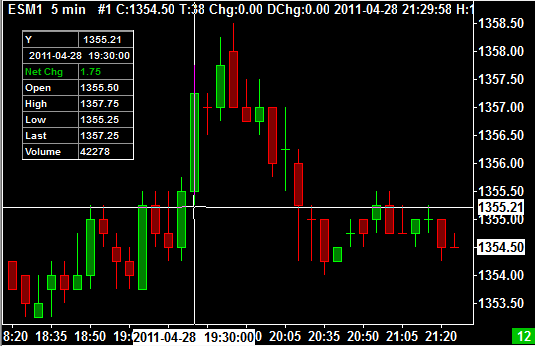 ESM1 5 min #1 C:1354.50 T:38 Chg:0.00 DChg:0.00 2011-04-28 21:29:58 H:1
Y 1355.21
2011-04-28 19:30:00
Net Chg 1.75
Open 1355.50
High 1357.75
Low 1355.25
Last 1357.25
Volume 42278
1358.50
1358.00
1357.50
1357.00
1356.50
1356.00
1355.50
1355.21
1355.00
1354.50
1354.00
1353.50
8:20 18:35 18:50 19: 2011-04-28 19:30:00 20:05 20:35 20:50 21:05 21:20 12